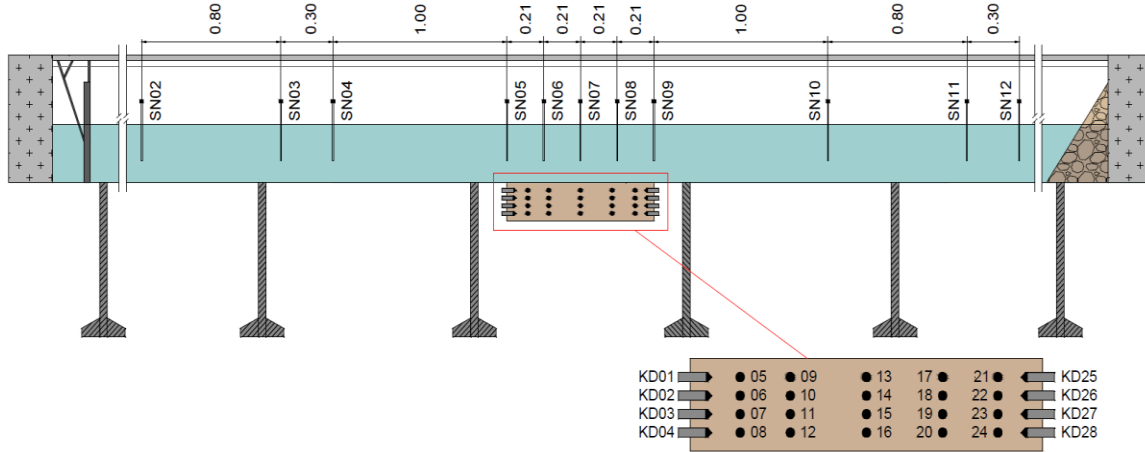 0.80 0.30 1.00 0.21 0.21 0.21 0.21 1.00 0.80 0.30
SN02 SN03 SN04 SN05 SN06 SN07 SN08 SN09 SN10 SN11 SN12
KD01 05 09 13 17 21 KD25
KD02 06 10 14 18 22 KD26
KD03 07 11 15 19 23 KD27
KD04 08 12 16 20 24 KD28